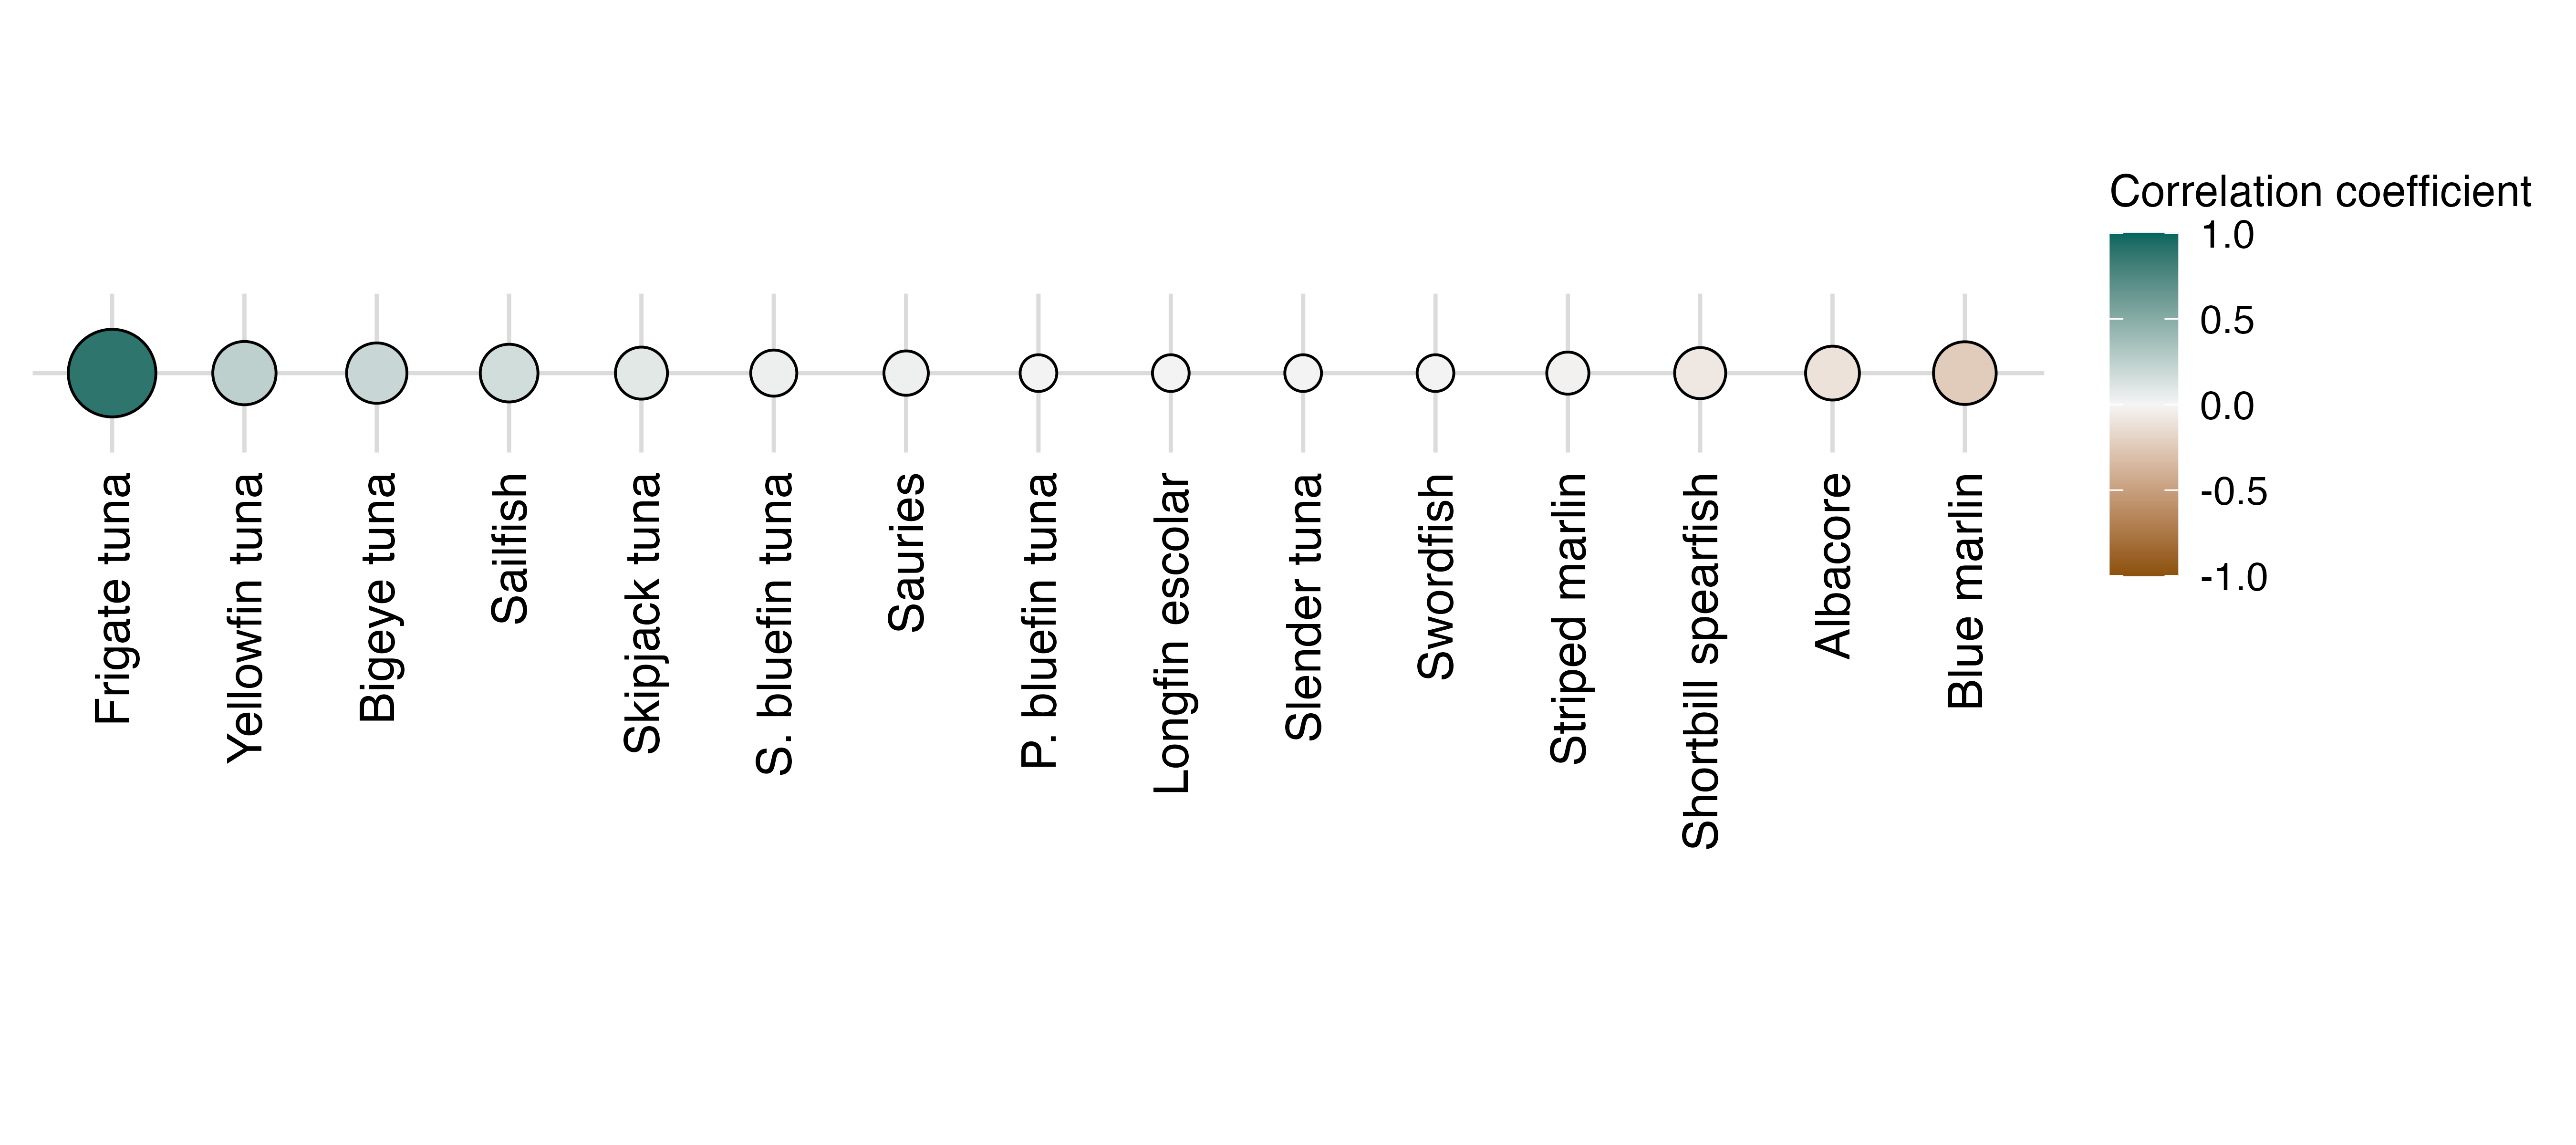 Correlation coefficient
1.0
0.5
0.0
-0.5
-1.0
Frigate tuna
Yellowfin tuna
Bigeye tuna
Sailfish
Skipjack tuna
S. bluefin tuna
Sauries
P. bluefin tuna
Longfin escolar
Slender tuna
Swordfish
Striped marlin
Shortbill spearfish
Albacore
Blue marlin